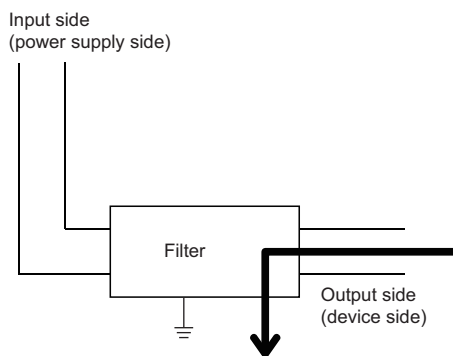 Input side
(power supply side)
Filter
Output side
(device side)